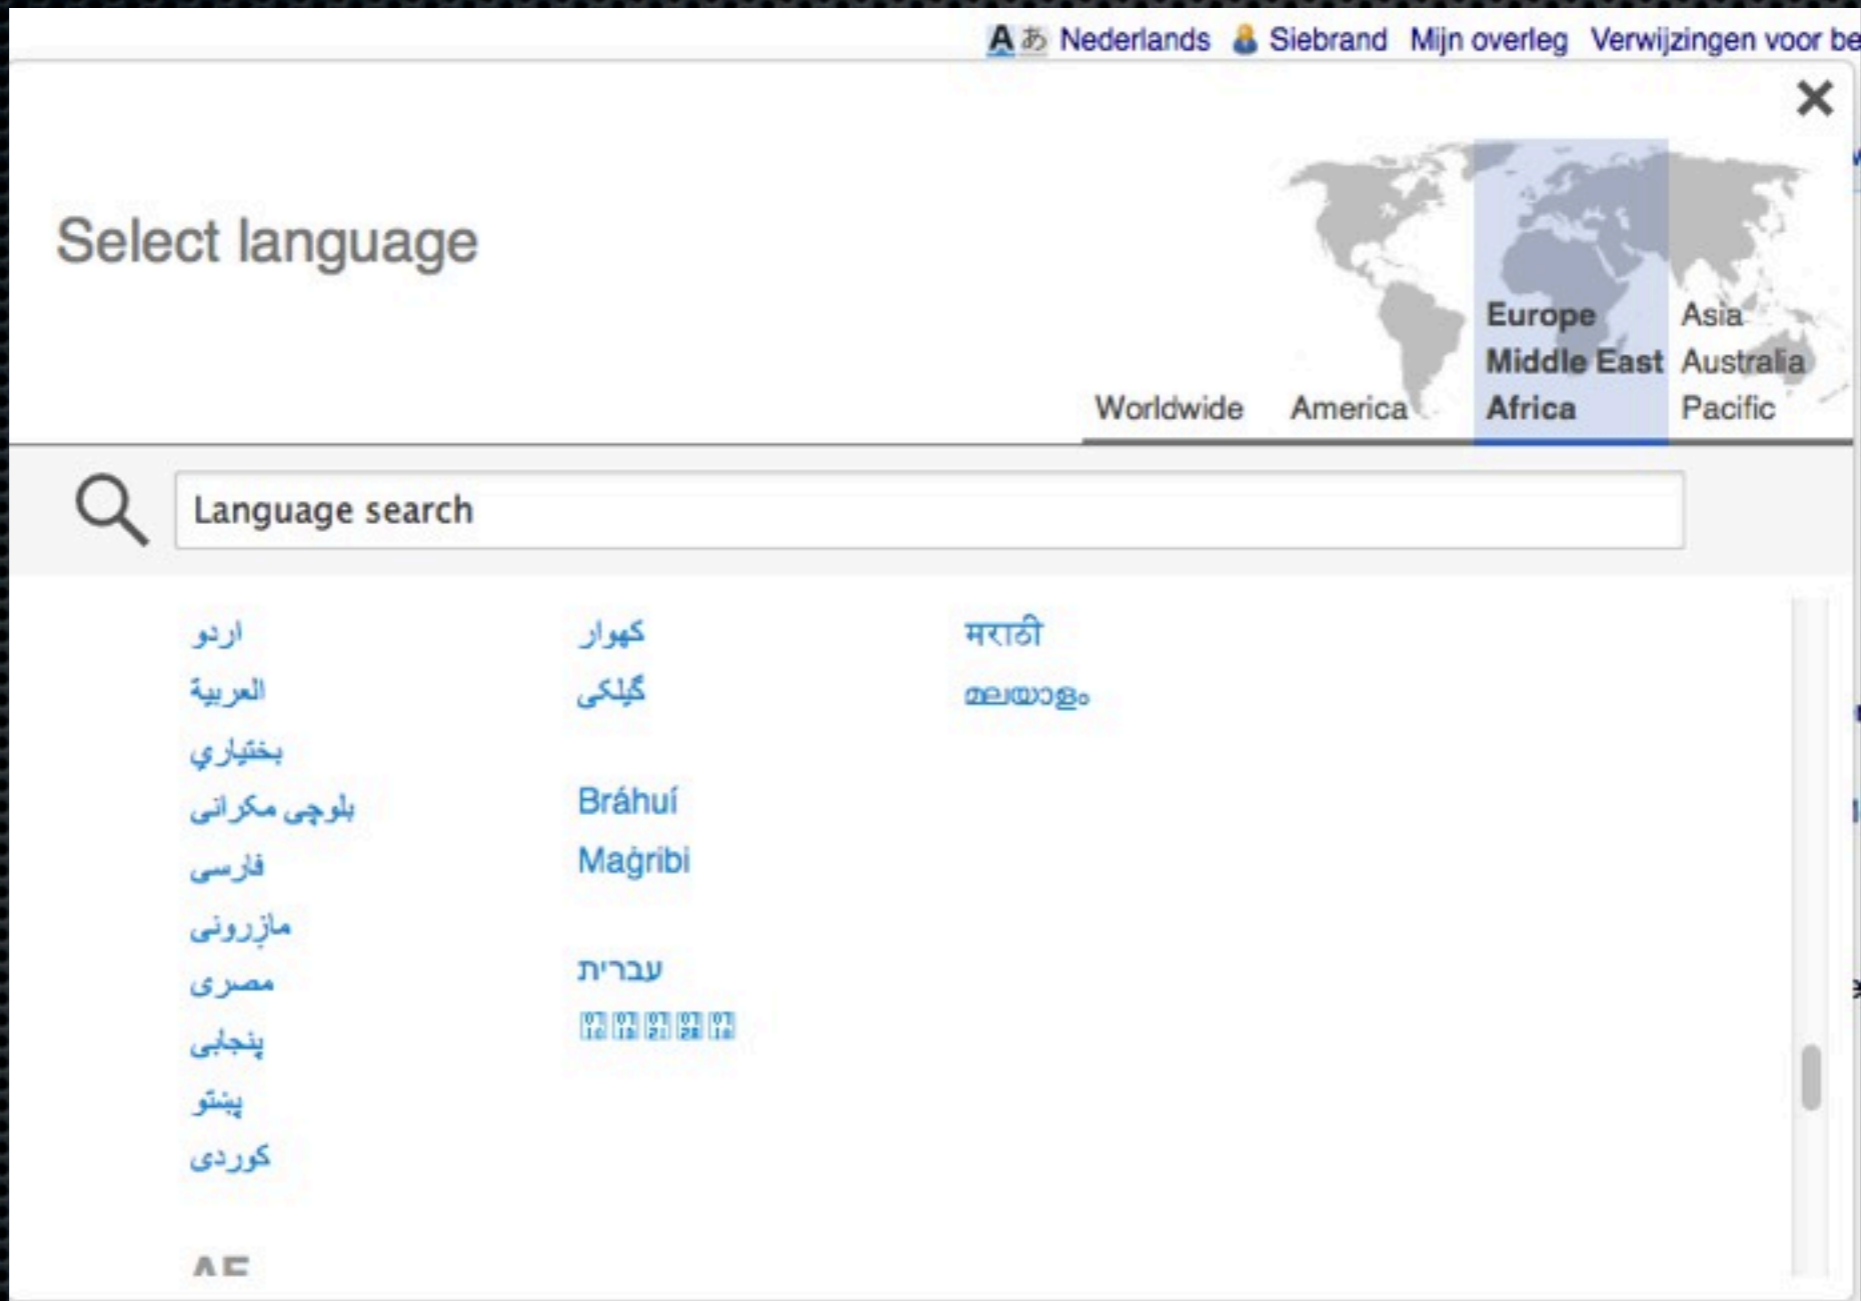 Aあ Nederlands Siebrand Mijn overleg Verwijzingen voor be
Select language
Worldwide
America
Europe
Middle East
Africa
Asia
Australia
Pacific
Language search
اردو
العربية
بختياري
بلوچی مکرانی
فارسی
مازِرونی
مصرى
پنجابی
پښتو
کوردی
کھوار
گیلکی
Bráhuí
Maġribi
עברית
मराठी
മലയാളം